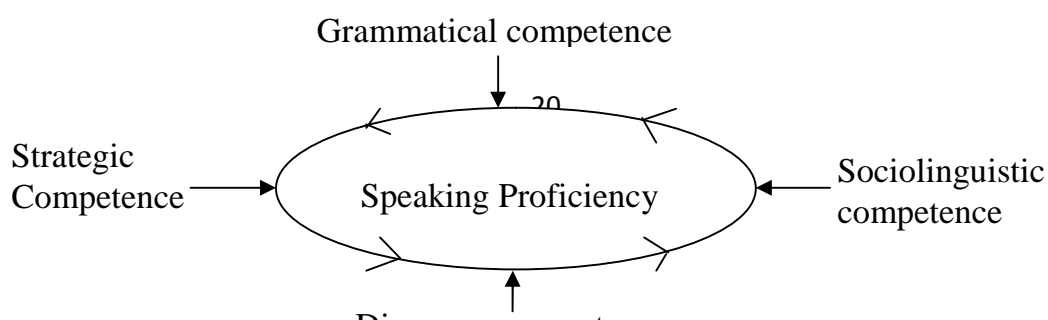 Grammatical competence
20
Strategic
Competence
Speaking Proficiency
Sociolinguistic
competence